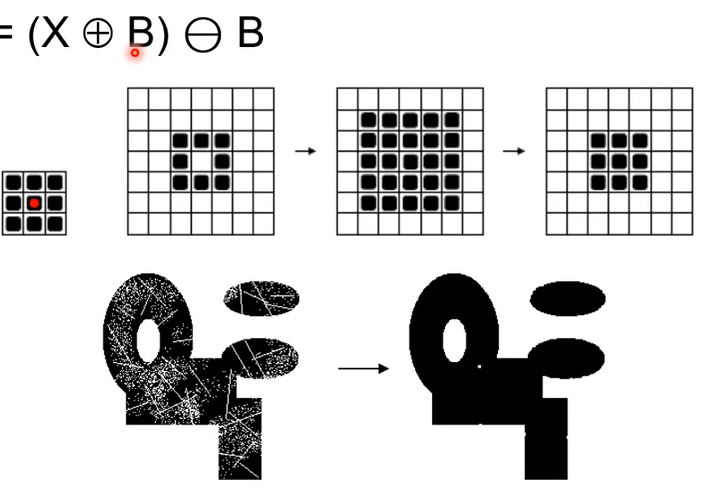 = (X ⊕ B) ⊖ B